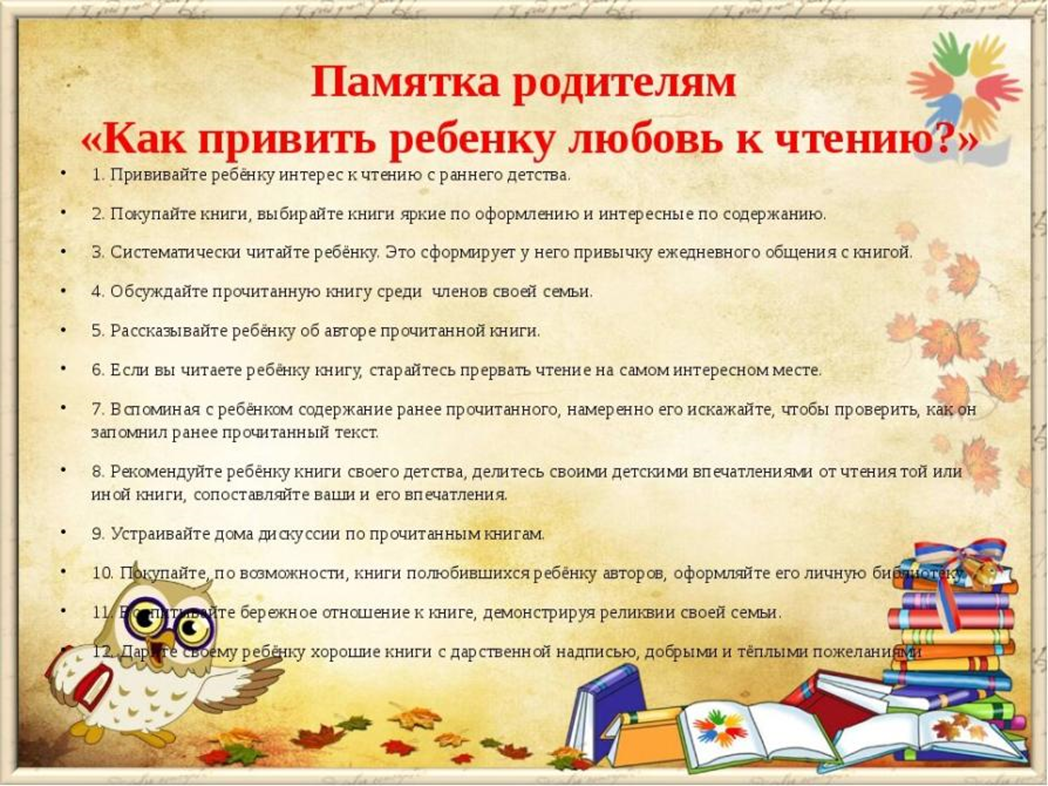 Памятка родителям
«Как привить ребенку любовь к чтению?»
• 1. Прививайте ребёнку интерес к чтению с раннего детства.
• 2. Покупайте книги, выбирайте книги яркие по оформлению и интересные по содержанию.
• 3. Систематически читайте ребёнку. Это сформирует у него привычку ежедневного общения с книгой.
• 4. Обсуждайте прочитанную книгу среди членов своей семьи.
• 5. Рассказывайте ребёнку об авторе прочитанной книги.
• 6. Если вы читаете ребёнку книгу, старайтесь прервать чтение на самом интересном месте.
• 7. Вспоминая с ребёнком содержание ранее прочитанного, намеренно его искажайте, чтобы проверить, как он
запомнил ранее прочитанный текст.
• 8. Рекомендуйте ребёнку книги своего детства, делитесь своими детскими впечатлениями от чтения той или
иной книги, сопоставляйте ваши и его впечатления.
• 9. Устраивайте дома дискуссии по прочитанным книгам.
• 10. Покупайте, по возможности, книги полюбившихся ребёнку авторов, оформляйте его личную библиотеку.
• 11. Воспитывайте бережное отношение к книге, демонстрируя реликвии своей семьи.
• 12. Дарите своему ребёнку хорошие книги с дарственной надписью, добрыми и тёплыми пожеланиями